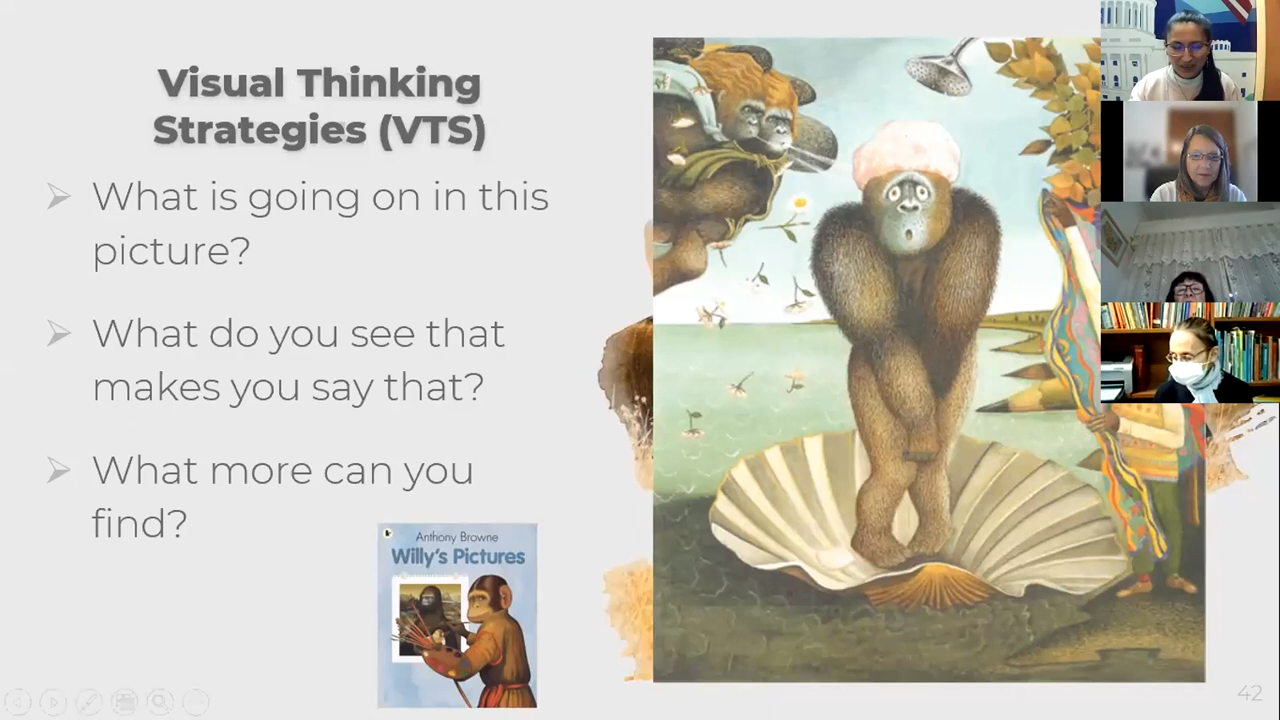 Visual Thinking
Strategies (VTS)
What is going on in this
picture?
What do you see that
makes you say that?
What more can you
find?
Anthony Browne
Willy's Pictures
42